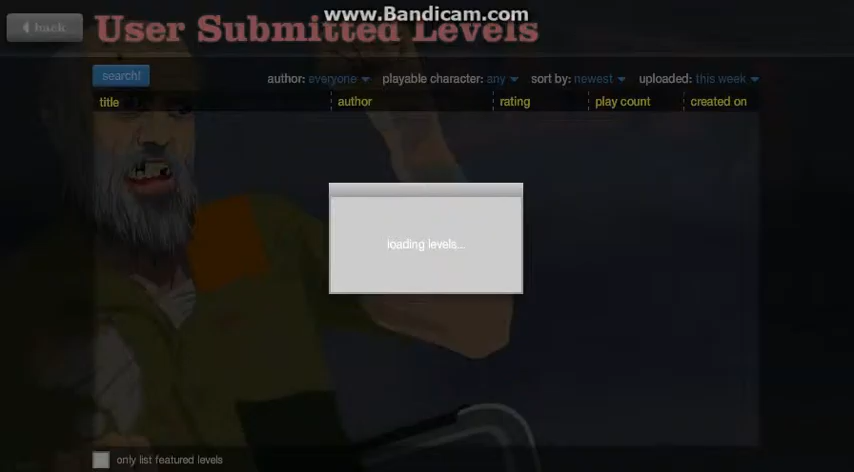 www.Bandicam.com
back
User Submitted Levels
search!
author: everyone playable character: any sort by: newest uploaded: this week
title author rating play count created on
loading levels...
only list featured levels